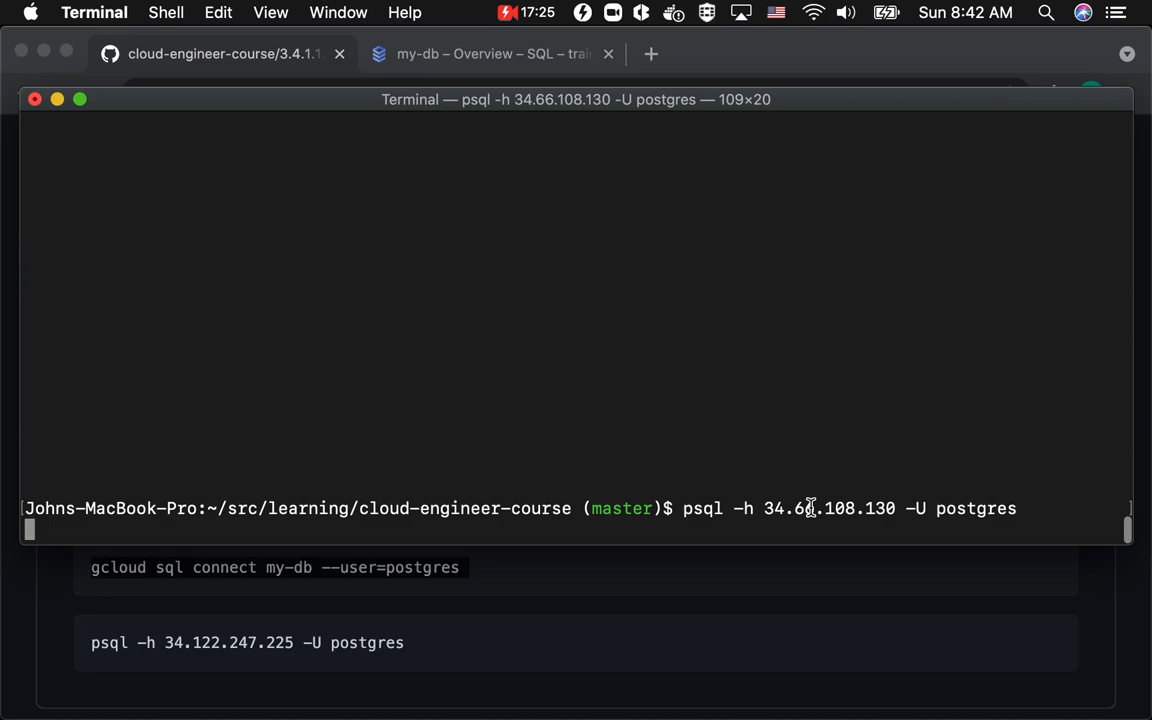 Terminal Shell Edit View Window Help 17:25 Sun 8:42 AM
cloud-engineer-course/3.4.1.1 my-db – Overview – SQL – trai
Terminal — psql -h 34.66.108.130 -U postgres — 109×20
[Johns-MacBook-Pro:~/src/learning/cloud-engineer-course (master)$ psql -h 34.66.108.130 -U postgres ]
gcloud sql connect my-db --user=postgres
psql -h 34.122.247.225 -U postgres